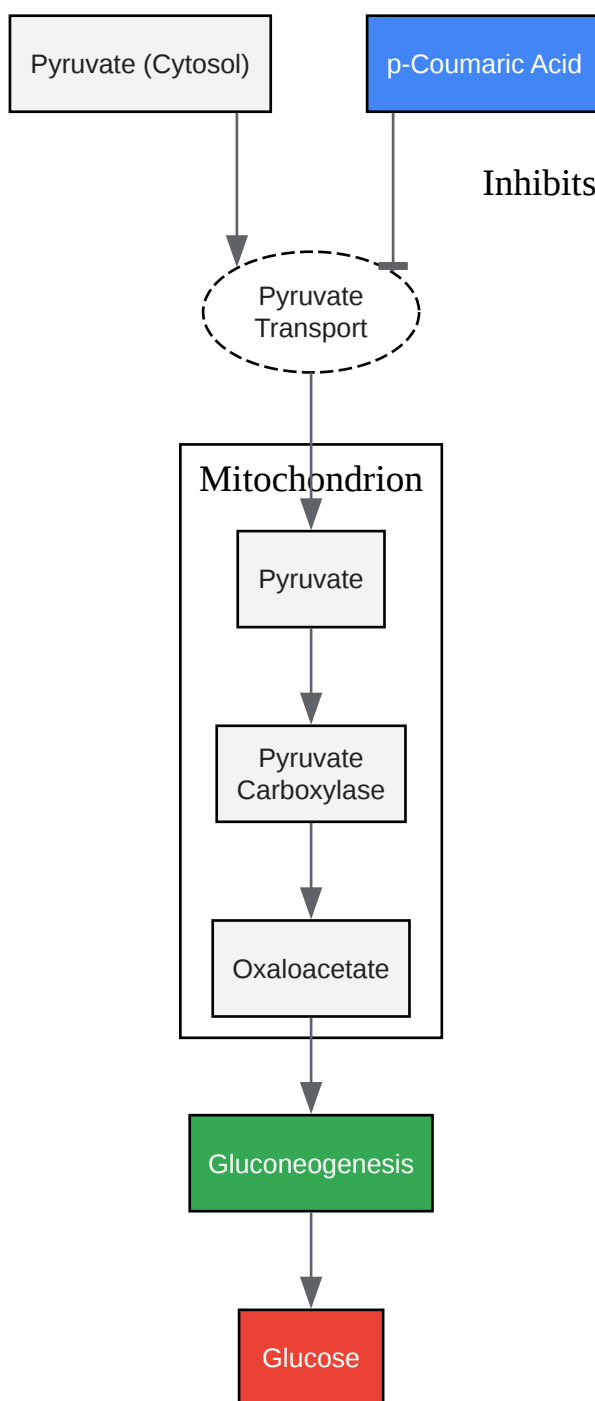 Pyruvate (Cytosol)
p-Coumaric Acid
Inhibits
Pyruvate
Transport
Mitochondrion
Pyruvate
Pyruvate
Carboxylase
Oxaloacetate
Gluconeogenesis
Glucose